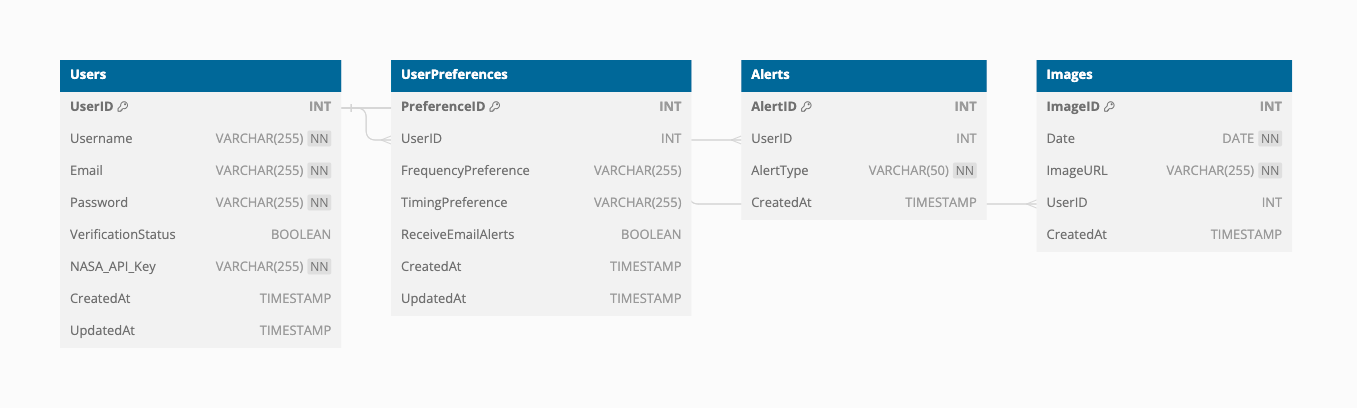 Users
UserID INT
Username VARCHAR(255) NN
Email VARCHAR(255) NN
Password VARCHAR(255) NN
VerificationStatus BOOLEAN
NASA_API_Key VARCHAR(255) NN
CreatedAt TIMESTAMP
UpdatedAt TIMESTAMP
UserPreferences
PreferenceID INT
UserID INT
FrequencyPreference VARCHAR(255)
TimingPreference VARCHAR(255)
ReceiveEmailAlerts BOOLEAN
CreatedAt TIMESTAMP
UpdatedAt TIMESTAMP
Alerts
AlertID INT
UserID INT
AlertType VARCHAR(50) NN
CreatedAt TIMESTAMP
Images
ImageID INT
Date DATE NN
ImageURL VARCHAR(255) NN
UserID INT
CreatedAt TIMESTAMP